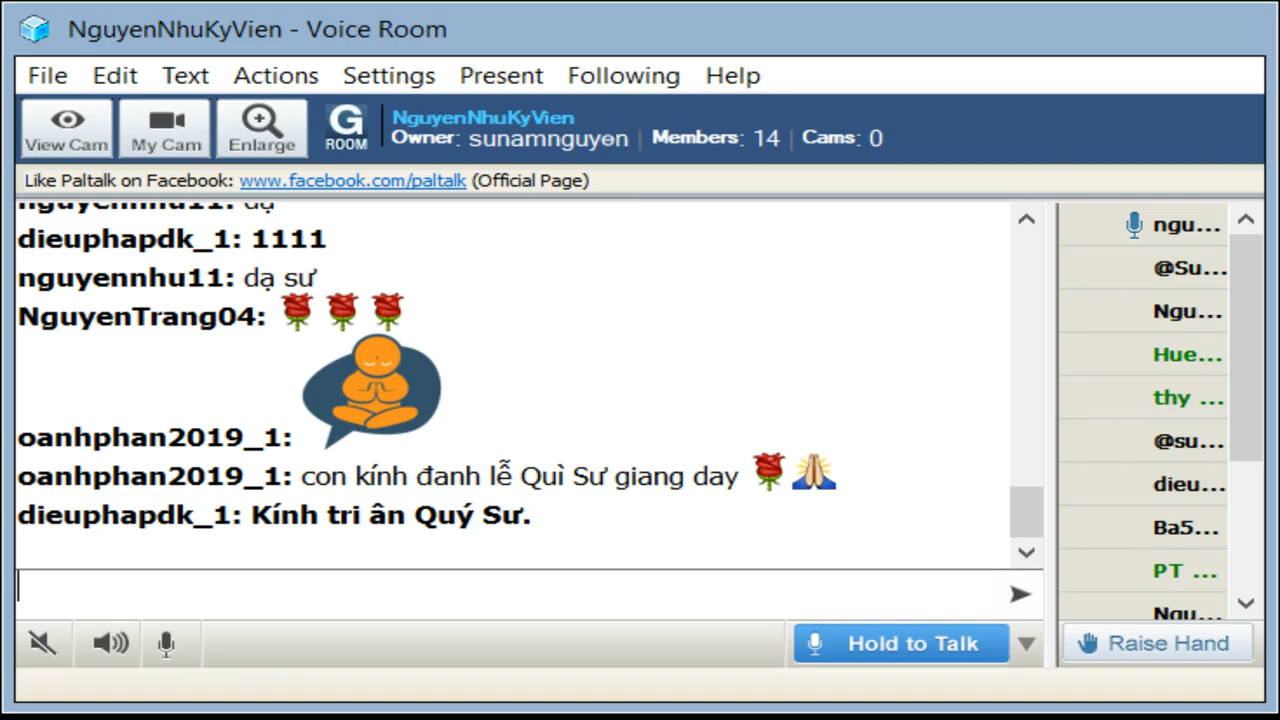 NguyenNhuKyVien - Voice Room
File Edit Text Actions Settings Present Following Help
View Cam My Cam Enlarge G ROOM
NguyenNhuKyVien
Owner: sunamnguyen | Members: 14 | Cams: 0
Like Paltalk on Facebook: www.facebook.com/paltalk (Official Page)
nguyennhu11: dạ
dieuphapdk_1: 1111
nguyennhu11: dạ sư
NguyenTrang04:
oanhphan2019_1:
oanhphan2019_1: con kính đanh lễ Quì Sư giang day
dieuphapdk_1: Kính tri ân Quý Sư.
ngu...
@Su...
Ngu...
Hue...
thy ...
@su...
dieu...
Ba5...
PT ...
Ngu...
Hold to Talk
Raise Hand